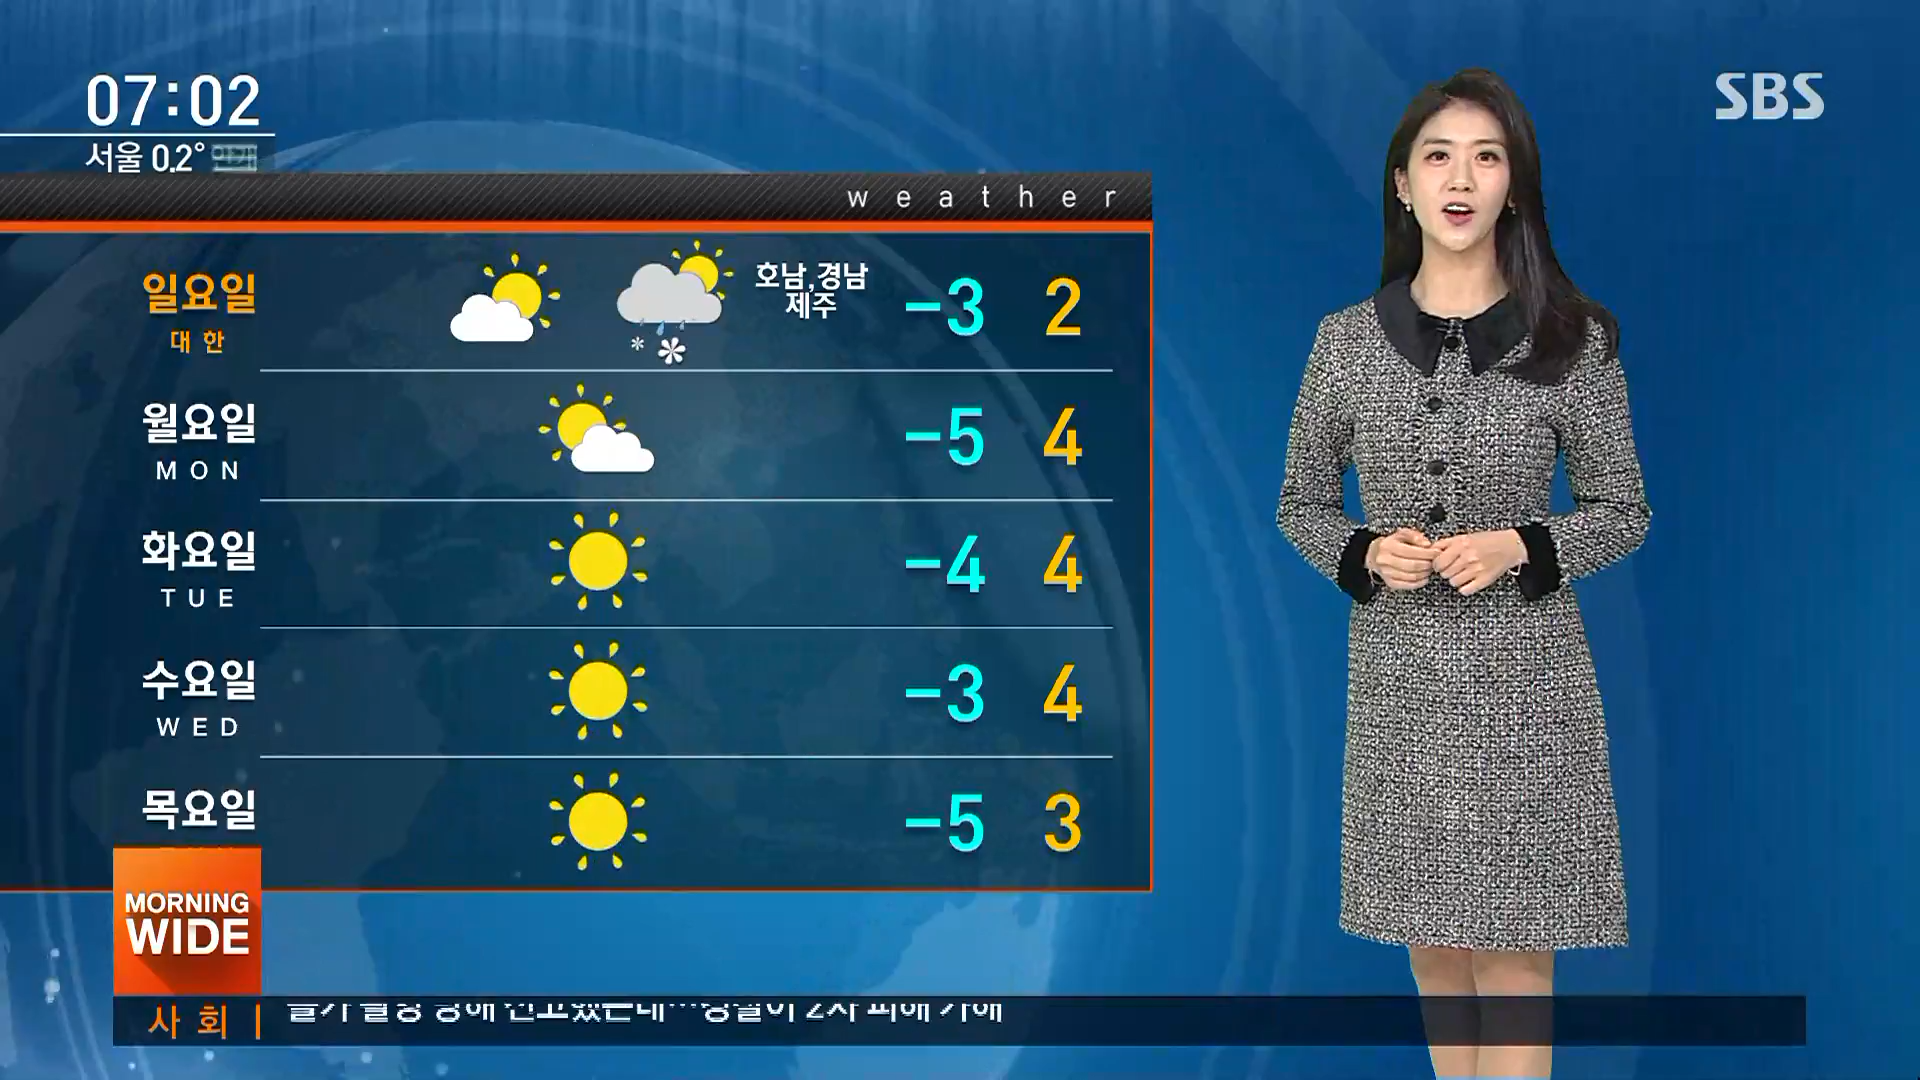 07:02
SBS
서울 0.2°
weather
일요일
대한
호남,경남
제주
-3 2
월요일
MON
-5 4
화요일
TUE
-4 4
수요일
WED
-3 4
목요일
-5 3
MORNING
WIDE
사회